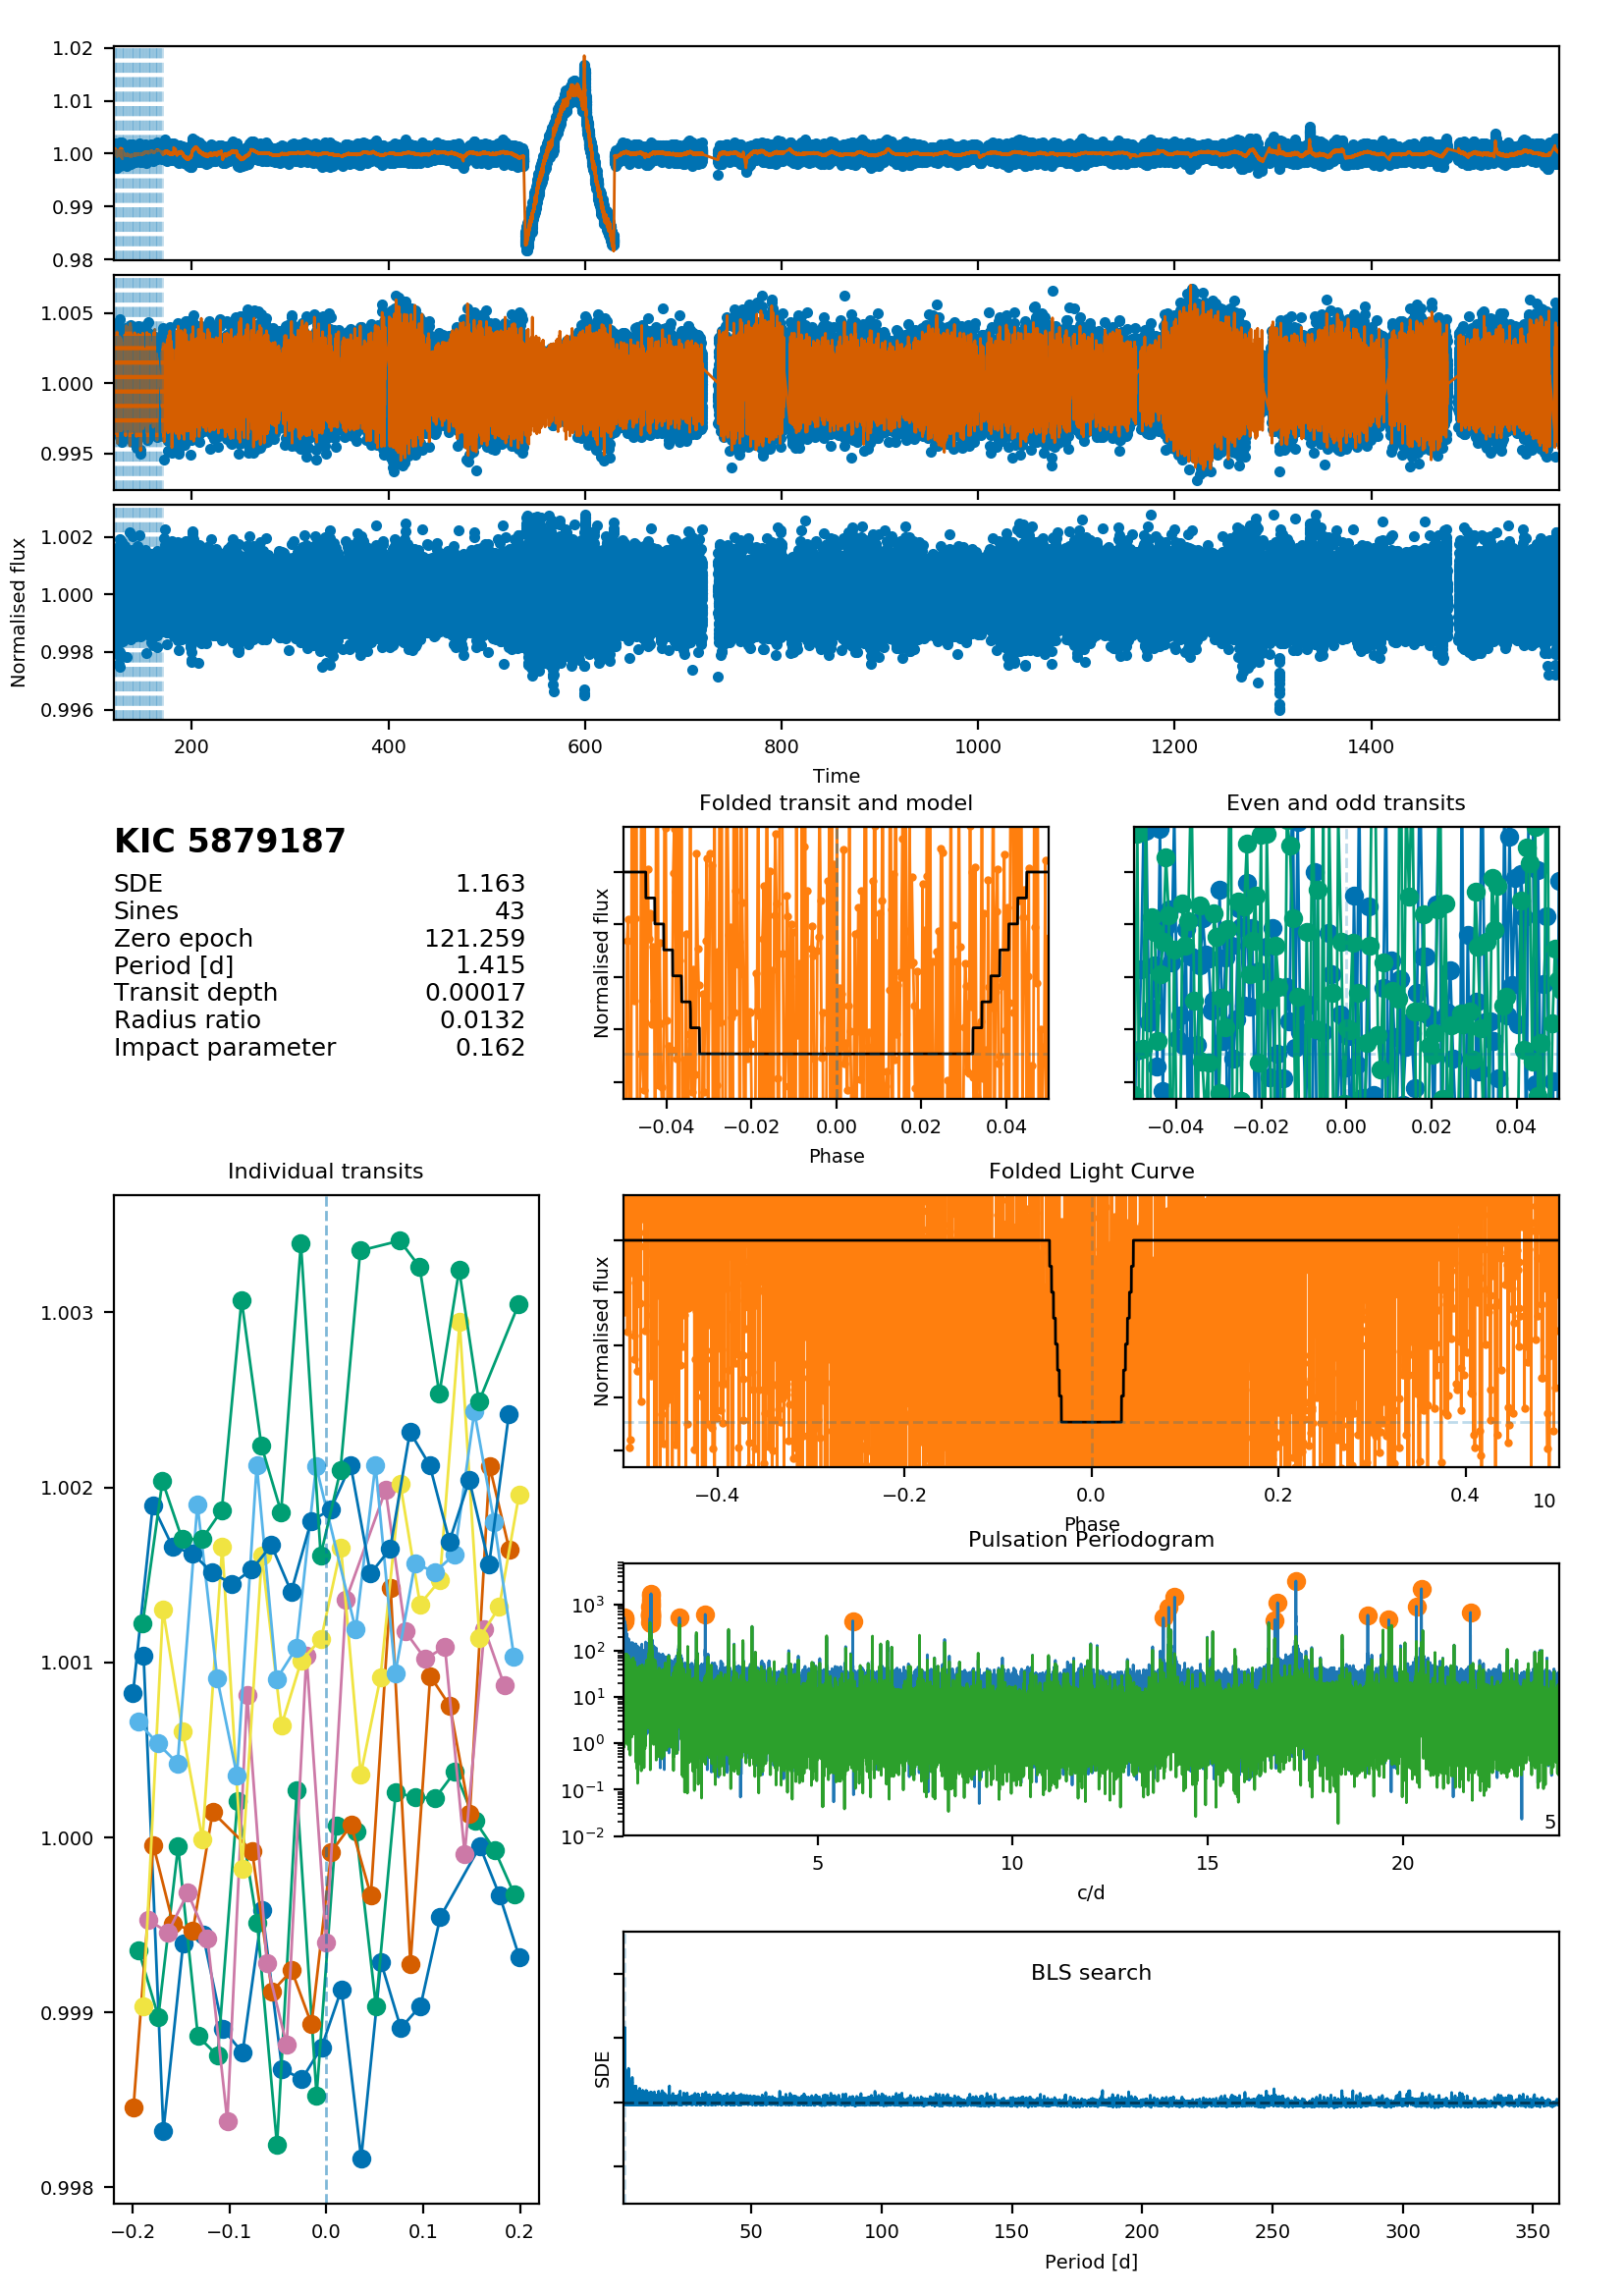 1.02
1.01
1.00
0.99
0.98
1.005
1.000
0.995
1.002
1.000
0.998
0.996
Normalised flux
200 400 600 800 1000 1200 1400
Time
KIC 5879187
SDE 1.163
Sines 43
Zero epoch 121.259
Period [d] 1.415
Transit depth 0.00017
Radius ratio 0.0132
Impact parameter 0.162
Folded transit and model
Normalised flux
−0.04 −0.02 0.00 0.02 0.04
Phase
Even and odd transits
−0.04 −0.02 0.00 0.02 0.04
Individual transits
1.003
1.002
1.001
1.000
0.999
0.998
−0.2 −0.1 0.0 0.1 0.2
Folded Light Curve
Normalised flux
−0.4 −0.2 0.0 0.2 0.4 10
Phase
Pulsation Periodogram
10³
10²
10¹
10⁰
10⁻¹
10⁻²
5
5 10 15 20
c/d
BLS search
SDE
50 100 150 200 250 300 350
Period [d]